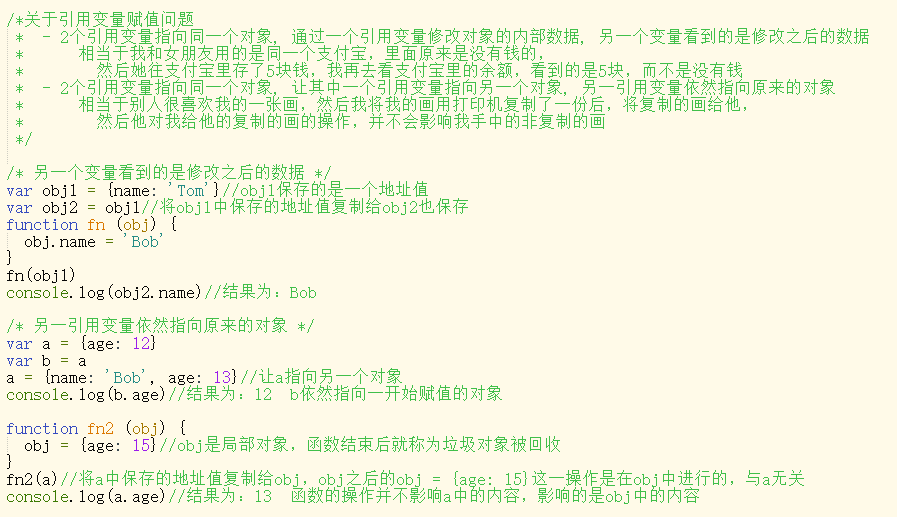 /*关于引用变量赋值问题
 *  - 2个引用变量指向同一个对象, 通过一个引用变量修改对象的内部数据, 另一个变量看到的是修改之后的数据
 *      相当于我和女朋友用的是同一个支付宝，里面原来是没有钱的，
 *        然后她往支付宝里存了5块钱，我再去看支付宝里的余额，看到的是5块，而不是没有钱
 *  - 2个引用变量指向同一个对象, 让其中一个引用变量指向另一个对象, 另一引用变量依然指向原来的对象
 *      相当于别人很喜欢我的一张画，然后我将我的画用打印机复制了一份后，将复制的画给他，
 *        然后他对我给他的复制的画的操作，并不会影响我手中的非复制的画
 */
/* 另一个变量看到的是修改之后的数据 */
var obj1 = {name: 'Tom'}//obj1保存的是一个地址值
var obj2 = obj1//将obj1中保存的地址值复制给obj2也保存
function fn (obj) {
  obj.name = 'Bob'
}
fn(obj1)
console.log(obj2.name)//结果为：Bob
/* 另一引用变量依然指向原来的对象 */
var a = {age: 12}
var b = a
a = {name: 'Bob', age: 13}//让a指向另一个对象
console.log(b.age)//结果为：12  b依然指向一开始赋值的对象
function fn2 (obj) {
  obj = {age: 15}//obj是局部对象，函数结束后就称为垃圾对象被回收
}
fn2(a)//将a中保存的地址值复制给obj，obj之后的obj = {age: 15}这一操作是在obj中进行的，与a无关
console.log(a.age)//结果为：13  函数的操作并不影响a中的内容，影响的是obj中的内容